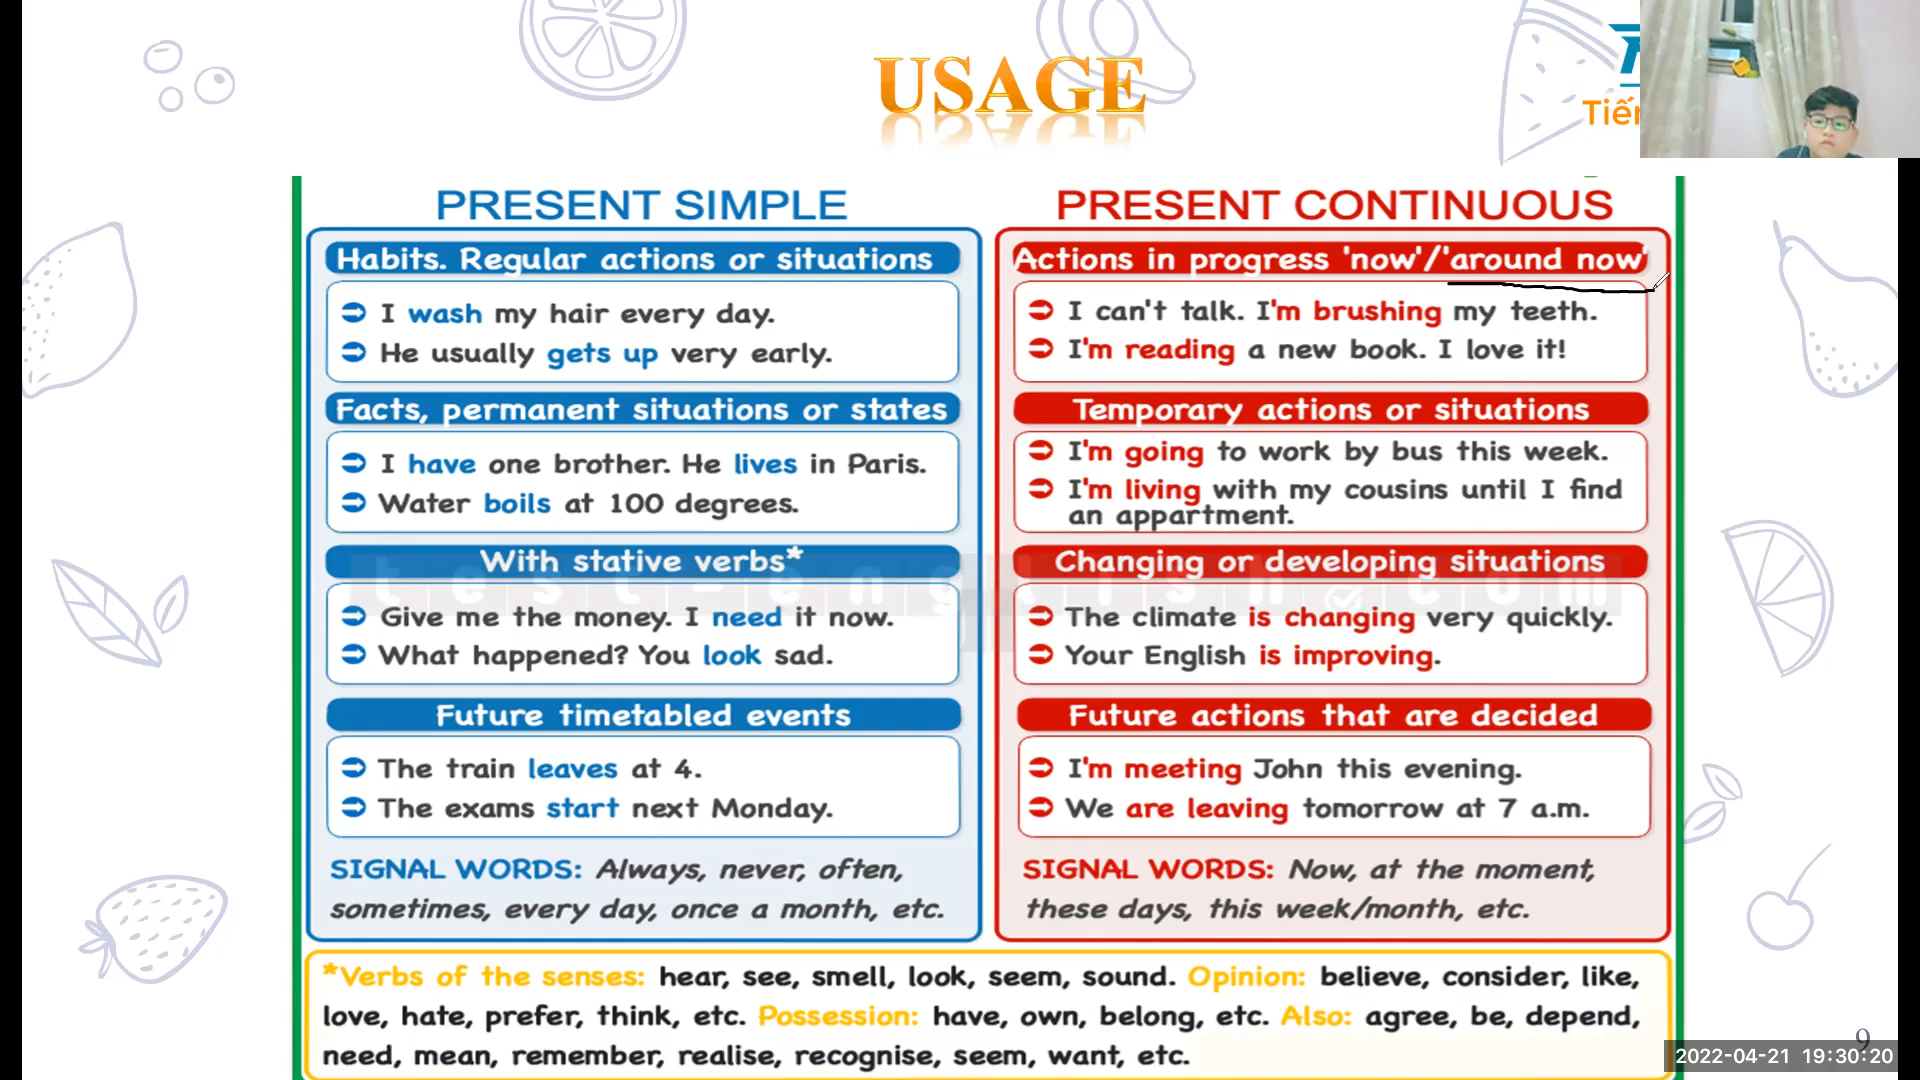 USAGE
Tiến
PRESENT SIMPLE
Habits. Regular actions or situations
I wash my hair every day.
He usually gets up very early.
Facts, permanent situations or states
I have one brother. He lives in Paris.
Water boils at 100 degrees.
With stative verbs*
Give me the money. I need it now.
What happened? You look sad.
Future timetabled events
The train leaves at 4.
The exams start next Monday.
SIGNAL WORDS: Always, never, often,
sometimes, every day, once a month, etc.
PRESENT CONTINUOUS
Actions in progress 'now'/'around now'
I can't talk. I'm brushing my teeth.
I'm reading a new book. I love it!
Temporary actions or situations
I'm going to work by bus this week.
I'm living with my cousins until I find
an appartment.
Changing or developing situations
The climate is changing very quickly.
Your English is improving.
Future actions that are decided
I'm meeting John this evening.
We are leaving tomorrow at 7 a.m.
SIGNAL WORDS: Now, at the moment,
these days, this week/month, etc.
test-english.com
*Verbs of the senses: hear, see, smell, look, seem, sound. Opinion: believe, consider, like,
love, hate, prefer, think, etc. Possession: have, own, belong, etc. Also: agree, be, depend,
need, mean, remember, realise, recognise, seem, want, etc.
9
2022-04-21 19:30:20